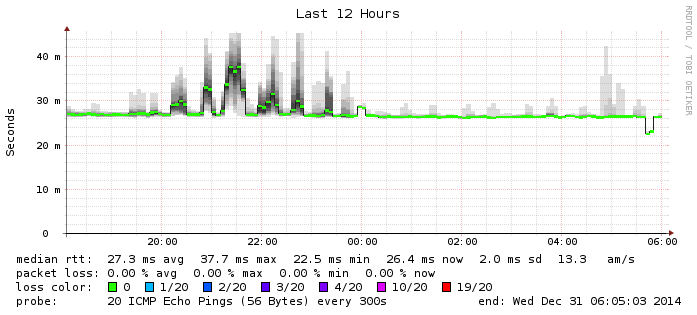 Last 12 Hours
RRDTOOL / TOBI OETIKER
Seconds
40 m
30 m
20 m
10 m
0
20:00 22:00 00:00 02:00 04:00 06:00
median rtt: 27.3 ms avg 37.7 ms max 22.5 ms min 26.4 ms now 2.0 ms sd 13.3 am/s
packet loss: 0.00 % avg 0.00 % max 0.00 % min 0.00 % now
loss color: 0 1/20 2/20 3/20 4/20 10/20 19/20
probe: 20 ICMP Echo Pings (56 Bytes) every 300s end: Wed Dec 31 06:05:03 2014